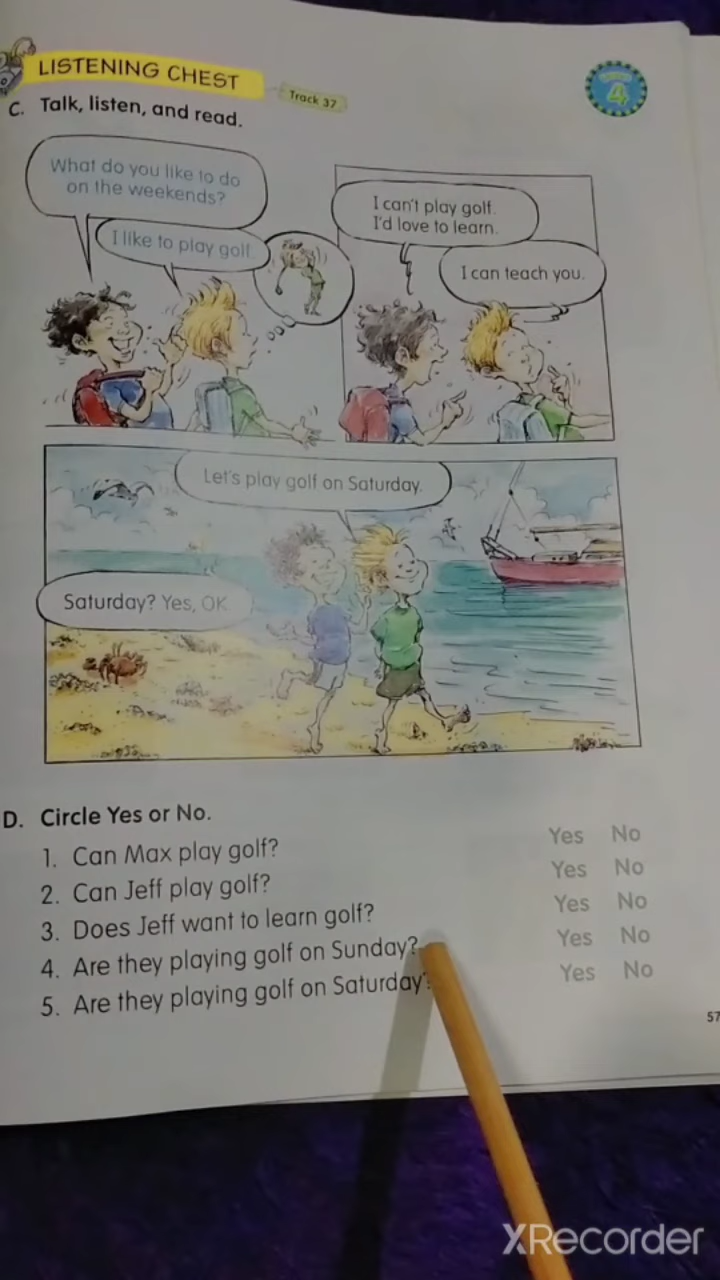 LISTENING CHEST
Track 37
4
C. Talk, listen, and read.
What do you like to do
on the weekends?
I like to play golf.
I can't play golf.
I'd love to learn.
I can teach you.
Let's play golf on Saturday.
Saturday? Yes, OK.
D. Circle Yes or No.
1. Can Max play golf? Yes No
2. Can Jeff play golf? Yes No
3. Does Jeff want to learn golf? Yes No
4. Are they playing golf on Sunday? Yes No
5. Are they playing golf on Saturday? Yes No
57
XRecorder